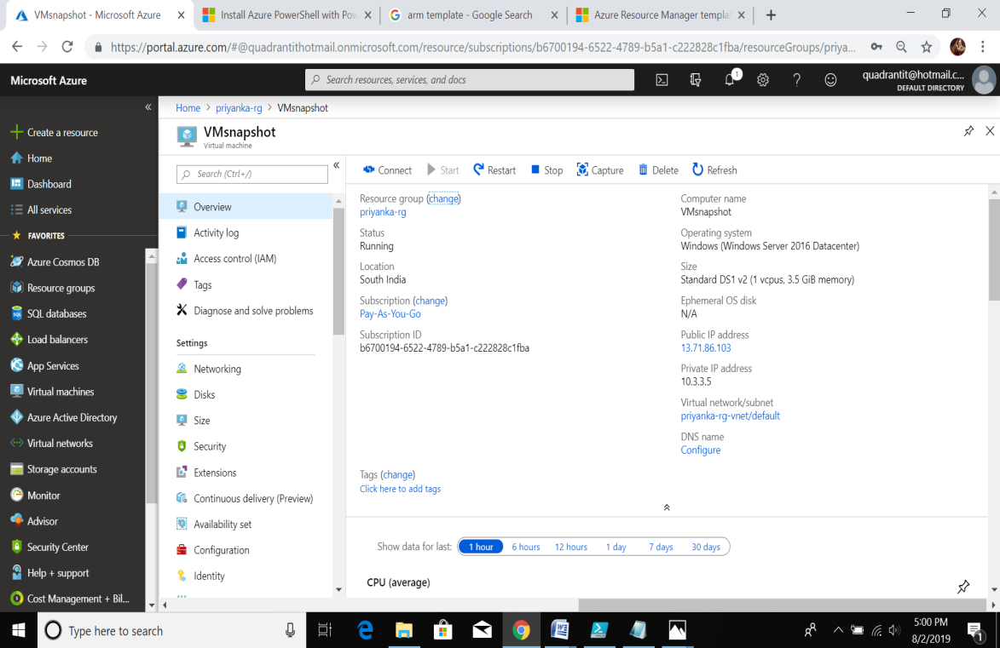 VMsnapshot - Microsoft Azure
Install Azure PowerShell with Pow
arm template - Google Search
Azure Resource Manager templa
https://portal.azure.com/#@quadrantithotmail.onmicrosoft.com/resource/subscriptions/b6700194-6522-4789-b5a1-c222828c1fba/resourceGroups/priya...
Microsoft Azure
Search resources, services, and docs
1
quadrantit@hotmail.c...
DEFAULT DIRECTORY
«
Create a resource
Home
Dashboard
All services
FAVORITES
Azure Cosmos DB
Resource groups
SQL databases
Load balancers
App Services
Virtual machines
Azure Active Directory
Virtual networks
Storage accounts
Monitor
Advisor
Security Center
Help + support
Cost Management + Bil...
Home > priyanka-rg > VMsnapshot
VMsnapshot
Virtual machine
Search (Ctrl+/)
«
Overview
Activity log
Access control (IAM)
Tags
Diagnose and solve problems
Settings
Networking
Disks
Size
Security
Extensions
Continuous delivery (Preview)
Availability set
Configuration
Identity
Connect Start Restart Stop Capture Delete Refresh
Resource group (change)
priyanka-rg
Status
Running
Location
South India
Subscription (change)
Pay-As-You-Go
Subscription ID
b6700194-6522-4789-b5a1-c222828c1fba
Computer name
VMsnapshot
Operating system
Windows (Windows Server 2016 Datacenter)
Size
Standard DS1 v2 (1 vcpus, 3.5 GiB memory)
Ephemeral OS disk
N/A
Public IP address
13.71.86.103
Private IP address
10.3.3.5
Virtual network/subnet
priyanka-rg-vnet/default
DNS name
Configure
Tags (change)
Click here to add tags
Show data for last: 1 hour 6 hours 12 hours 1 day 7 days 30 days
CPU (average)
Type here to search
5:00 PM
8/2/2019
1